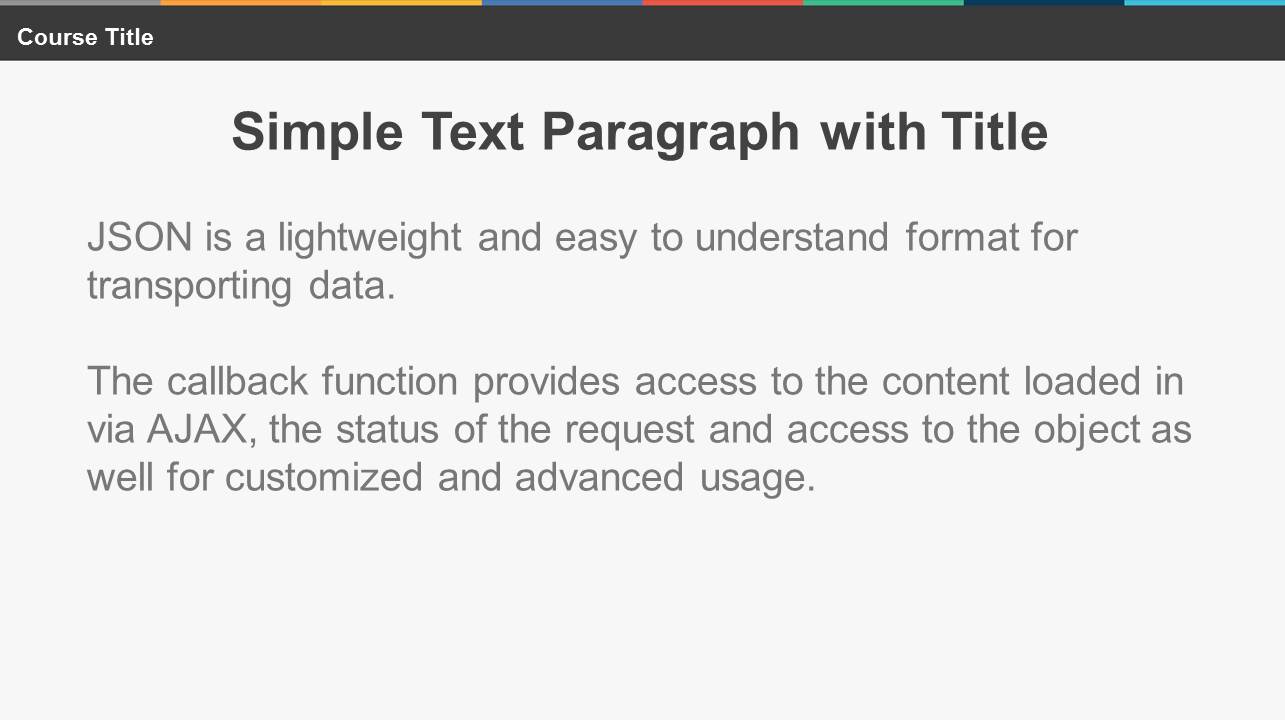 Course Title
Simple Text Paragraph with Title
JSON is a lightweight and easy to understand format for
transporting data.
The callback function provides access to the content loaded in
via AJAX, the status of the request and access to the object as
well for customized and advanced usage.